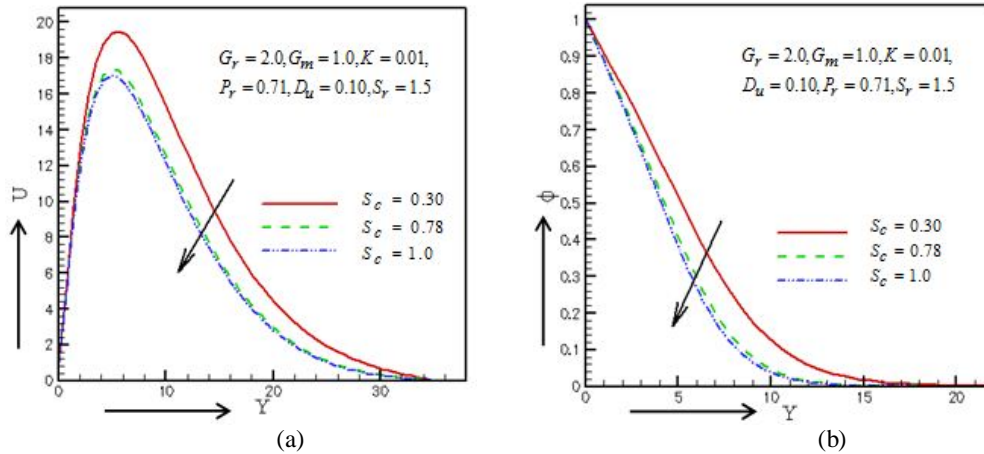 20
18
16
14
12
10
8
6
4
2
0
U
G_r = 2.0, G_m = 1.0, K = 0.01,
P_r = 0.71, D_u = 0.10, S_r = 1.5
S_c = 0.30
S_c = 0.78
S_c = 1.0
0 10 20 30
Y
(a)
1
0.9
0.8
0.7
0.6
0.5
0.4
0.3
0.2
0.1
0
ϕ
G_r = 2.0, G_m = 1.0, K = 0.01,
D_u = 0.10, P_r = 0.71, S_r = 1.5
S_c = 0.30
S_c = 0.78
S_c = 1.0
0 5 10 15 20
Y
(b)